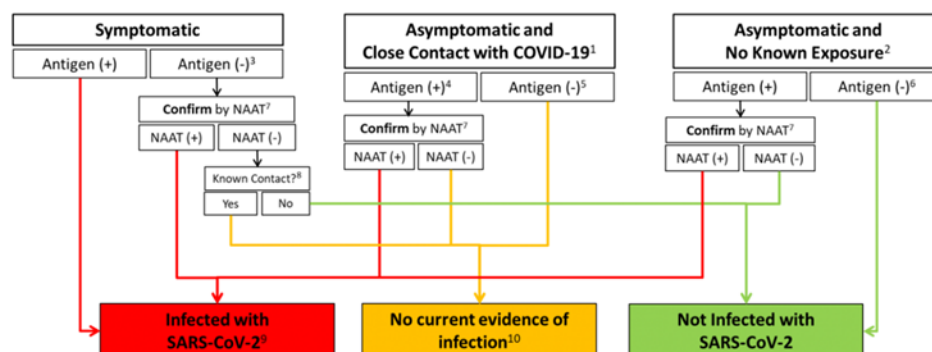 Symptomatic
Antigen (+)
Antigen (-)³
Confirm by NAAT⁷
NAAT (+)
NAAT (-)
Known Contact?⁸
Yes
No
Asymptomatic and
Close Contact with COVID-19¹
Antigen (+)⁴
Antigen (-)⁵
Confirm by NAAT⁷
NAAT (+)
NAAT (-)
Asymptomatic and
No Known Exposure²
Antigen (+)
Antigen (-)⁶
Confirm by NAAT⁷
NAAT (+)
NAAT (-)
Infected with
SARS-CoV-2⁹
No current evidence of
infection¹⁰
Not Infected with
SARS-CoV-2